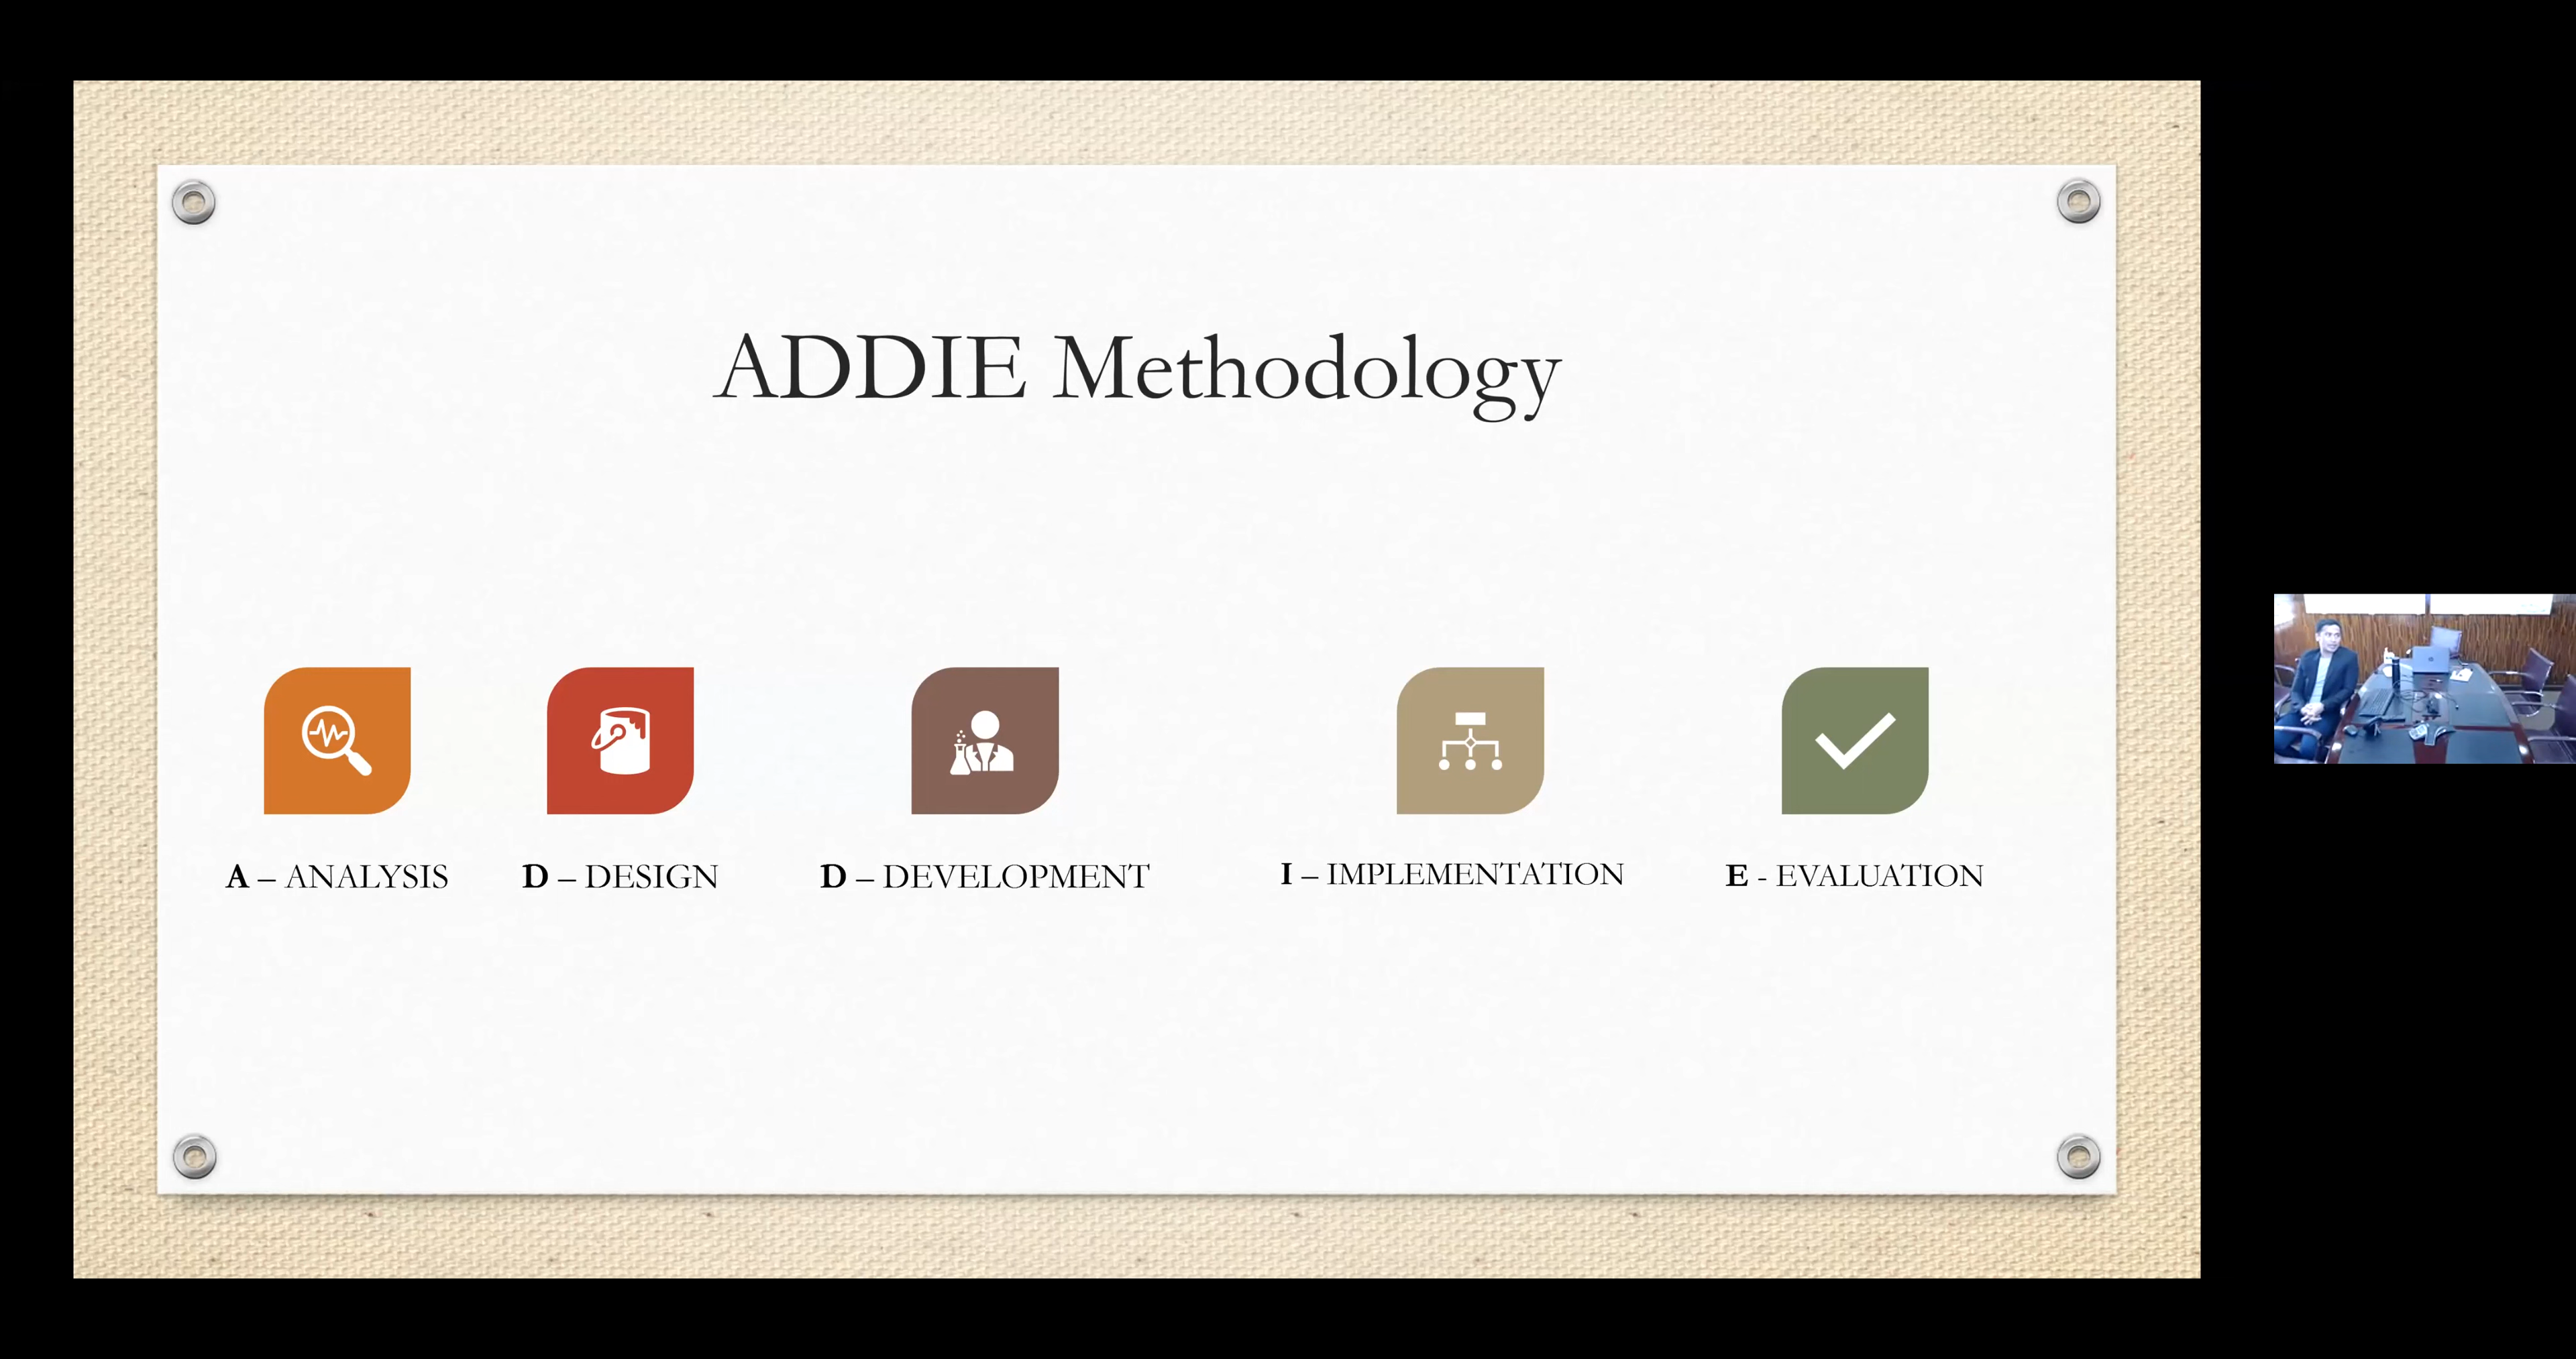 ADDIE Methodology
A – ANALYSIS
D – DESIGN
D – DEVELOPMENT
I – IMPLEMENTATION
E - EVALUATION